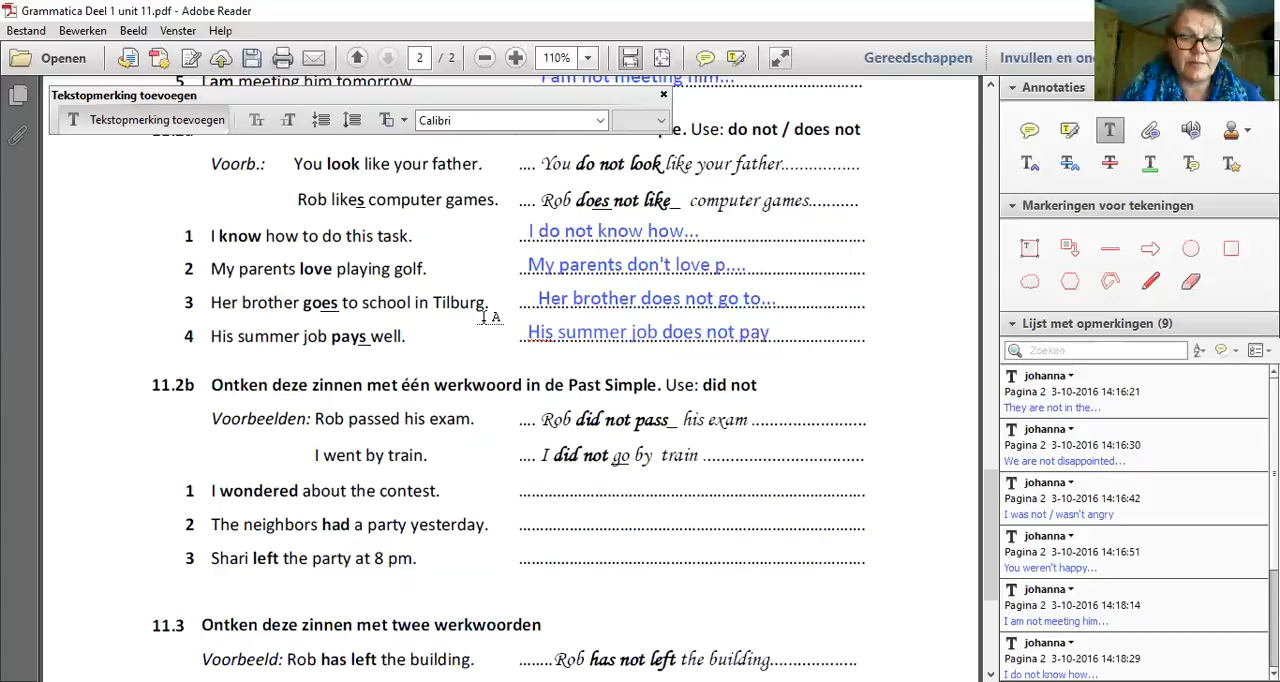 Grammatica Deel 1 unit 11.pdf - Adobe Reader
Bestand Bewerken Beeld Venster Help
Openen 2 / 2 110% Gereedschappen Invullen en
5 I am meeting him tomorrow I am not meeting him...
Tekstopmerking toevoegen
Tekstopmerking toevoegen Calibri
Use: do not / does not
Voorb.: You look like your father. .... You do not look like your father.............
Rob likes computer games. .... Rob does not like_ computer games..........
1 I know how to do this task. I do not know how...
2 My parents love playing golf. My parents don't love p....
3 Her brother goes to school in Tilburg. Her brother does not go to...
4 His summer job pays well. His summer job does not pay
11.2b Ontken deze zinnen met één werkwoord in de Past Simple. Use: did not
Voorbeelden: Rob passed his exam. .... Rob did not pass_ his exam ......................
I went by train. .... I did not go by train ...............................
1 I wondered about the contest. ....................................................................
2 The neighbors had a party yesterday. ....................................................................
3 Shari left the party at 8 pm. ....................................................................
11.3 Ontken deze zinnen met twee werkwoorden
Voorbeeld: Rob has left the building. ........Rob has not left the building.................
Annotaties
Markeringen voor tekeningen
Lijst met opmerkingen (9)
Zoeken
johanna
Pagina 2 3-10-2016 14:16:21
They are not in the...
johanna
Pagina 2 3-10-2016 14:16:30
We are not disappointed...
johanna
Pagina 2 3-10-2016 14:16:42
I was not / wasn't angry
johanna
Pagina 2 3-10-2016 14:16:51
You weren't happy...
johanna
Pagina 2 3-10-2016 14:18:14
I am not meeting him...
johanna
Pagina 2 3-10-2016 14:18:29
I do not know how...